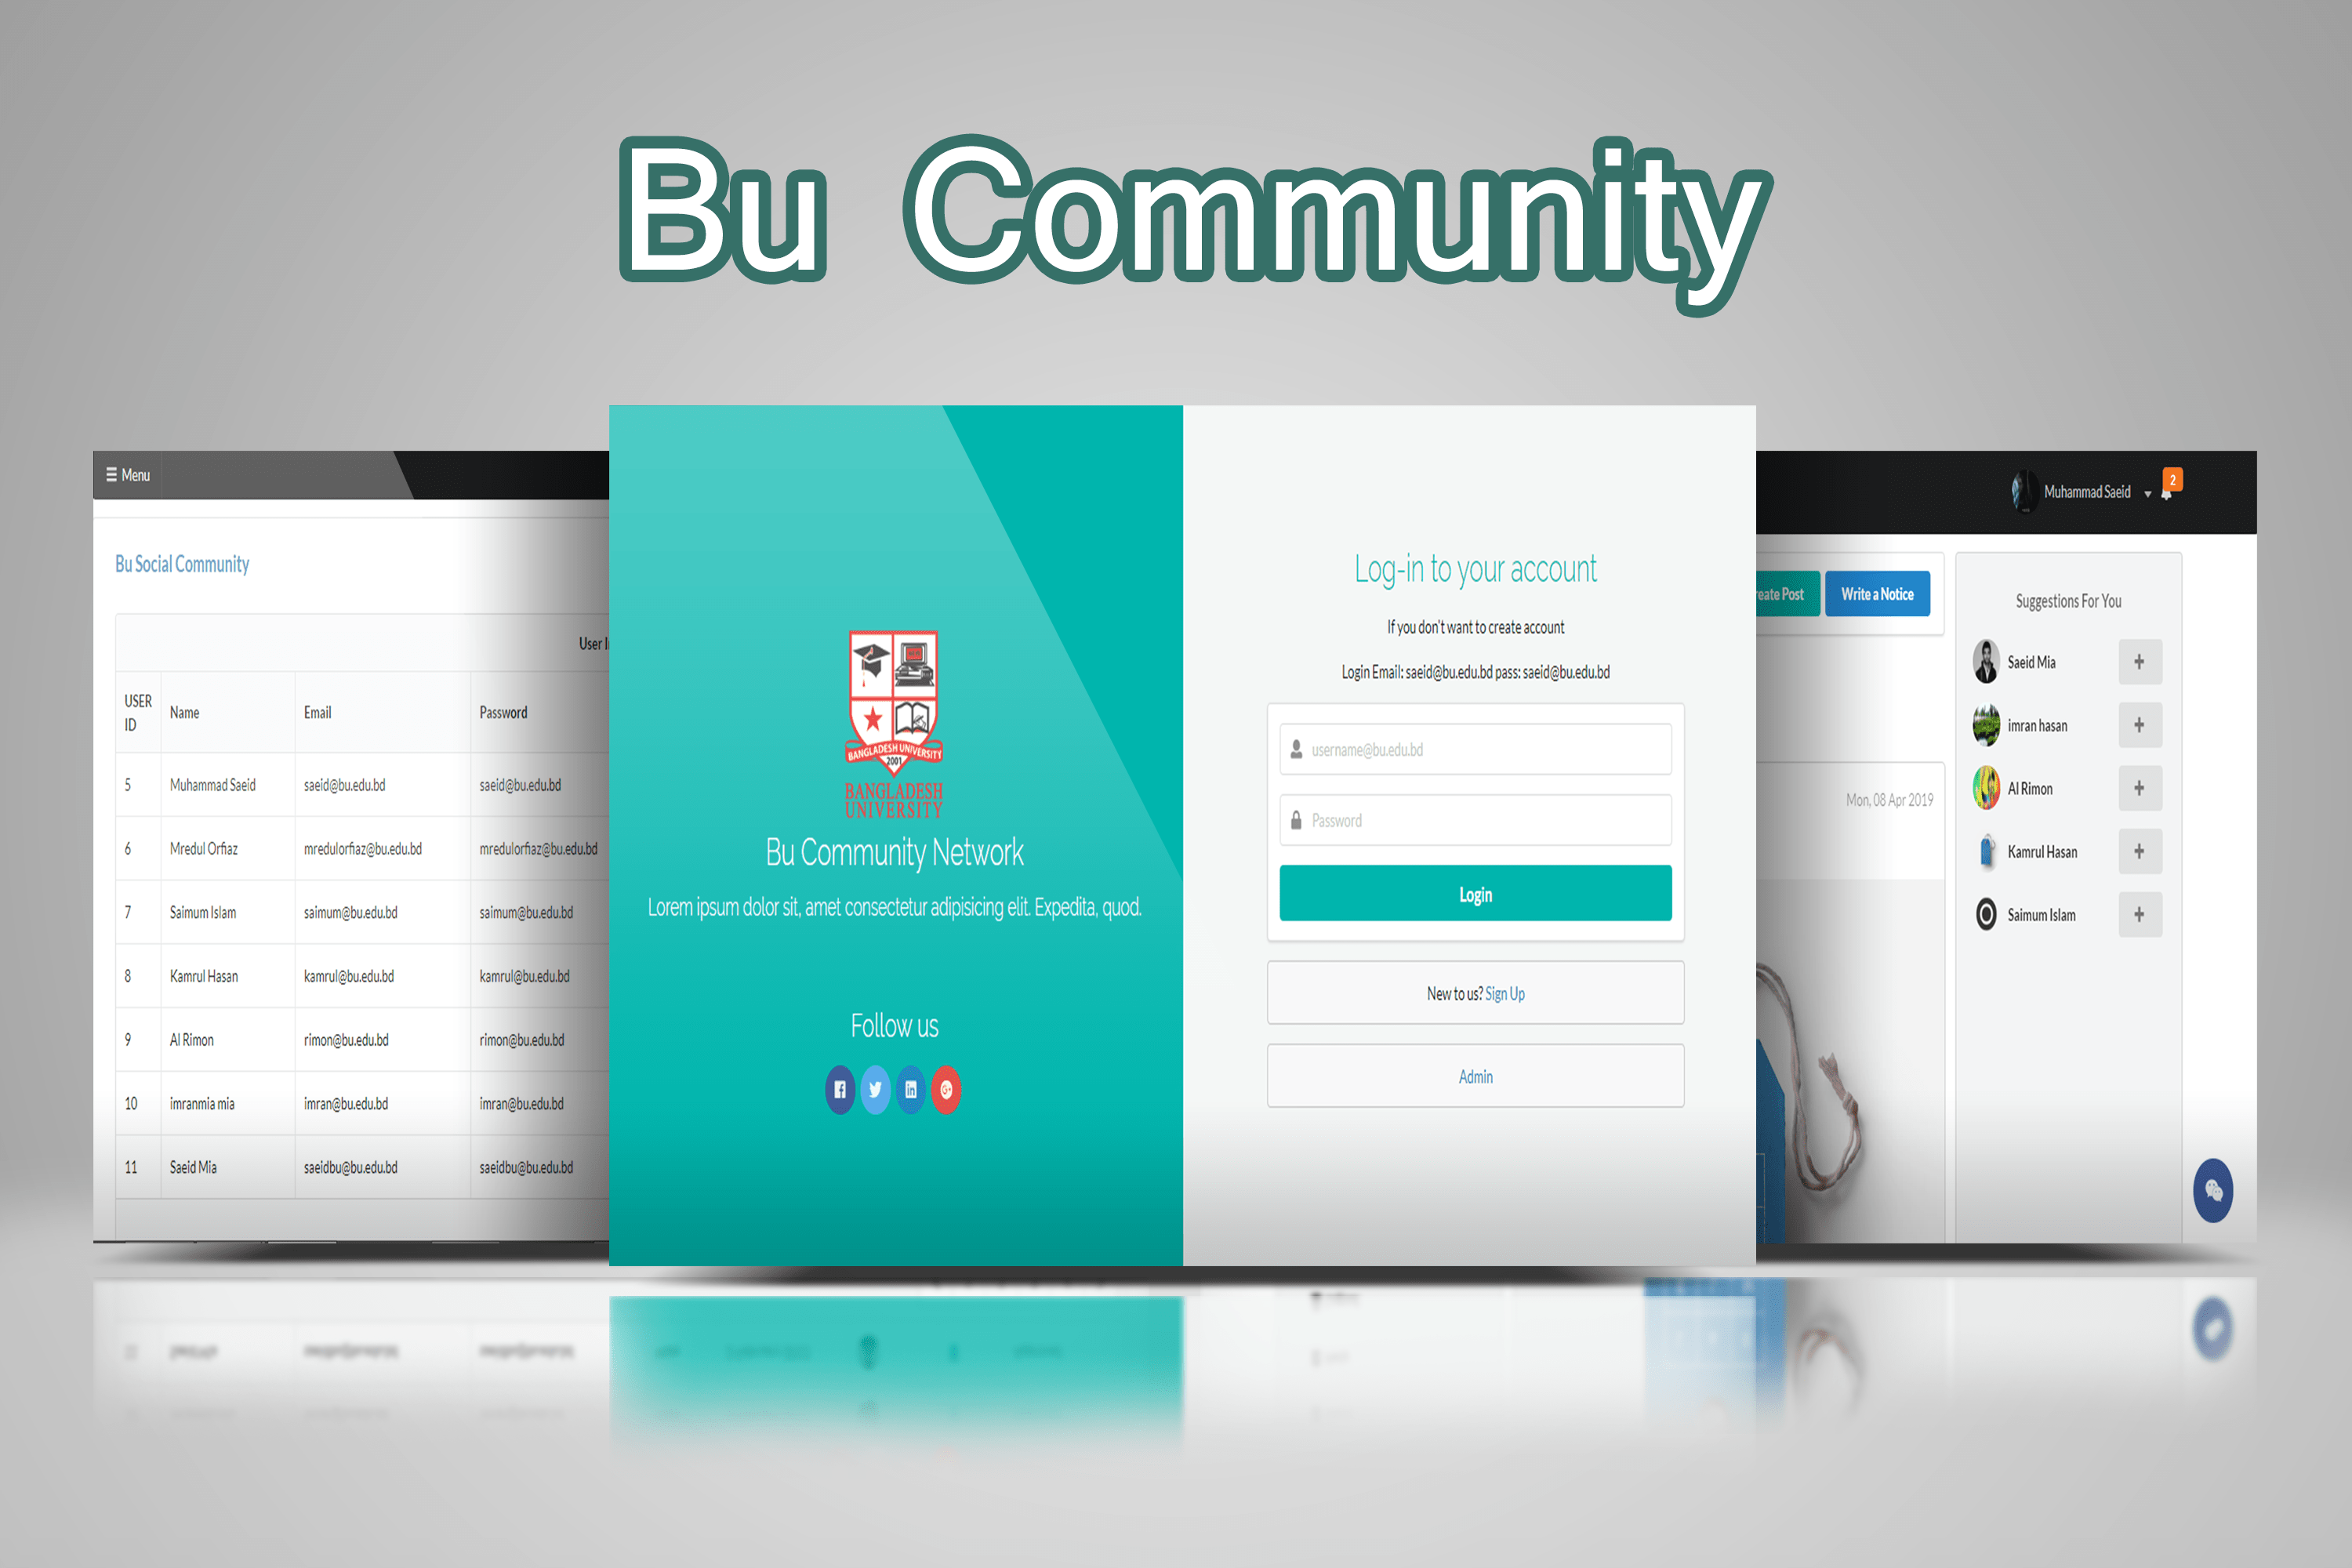 Bu Community
Menu
Bu Social Community
User I
USER ID Name Email Password
5 Muhammad Saeid saeid@bu.edu.bd saeid@bu.edu.bd
6 Mredul Orfiaz mredulorfiaz@bu.edu.bd mredulorfiaz@bu.edu.bd
7 Saimum Islam saimum@bu.edu.bd saimum@bu.edu.bd
8 Kamrul Hasan kamrul@bu.edu.bd kamrul@bu.edu.bd
9 Al Rimon rimon@bu.edu.bd rimon@bu.edu.bd
10 imranmia mia imran@bu.edu.bd imran@bu.edu.bd
11 Saeid Mia saeidbu@bu.edu.bd saeidbu@bu.edu.bd
BANGLADESH UNIVERSITY
2001
BANGLADESH
UNIVERSITY
Bu Community Network
Lorem ipsum dolor sit, amet consectetur adipisicing elit. Expedita, quod.
Follow us
Log-in to your account
If you don't want to create account
Login Email: saeid@bu.edu.bd pass: saeid@bu.edu.bd
username@bu.edu.bd
Password
Login
New to us? Sign Up
Admin
Muhammad Saeid 2
eate Post Write a Notice
Mon, 08 Apr 2019
Suggestions For You
Saeid Mia +
imran hasan +
Al Rimon +
Kamrul Hasan +
Saimum Islam +